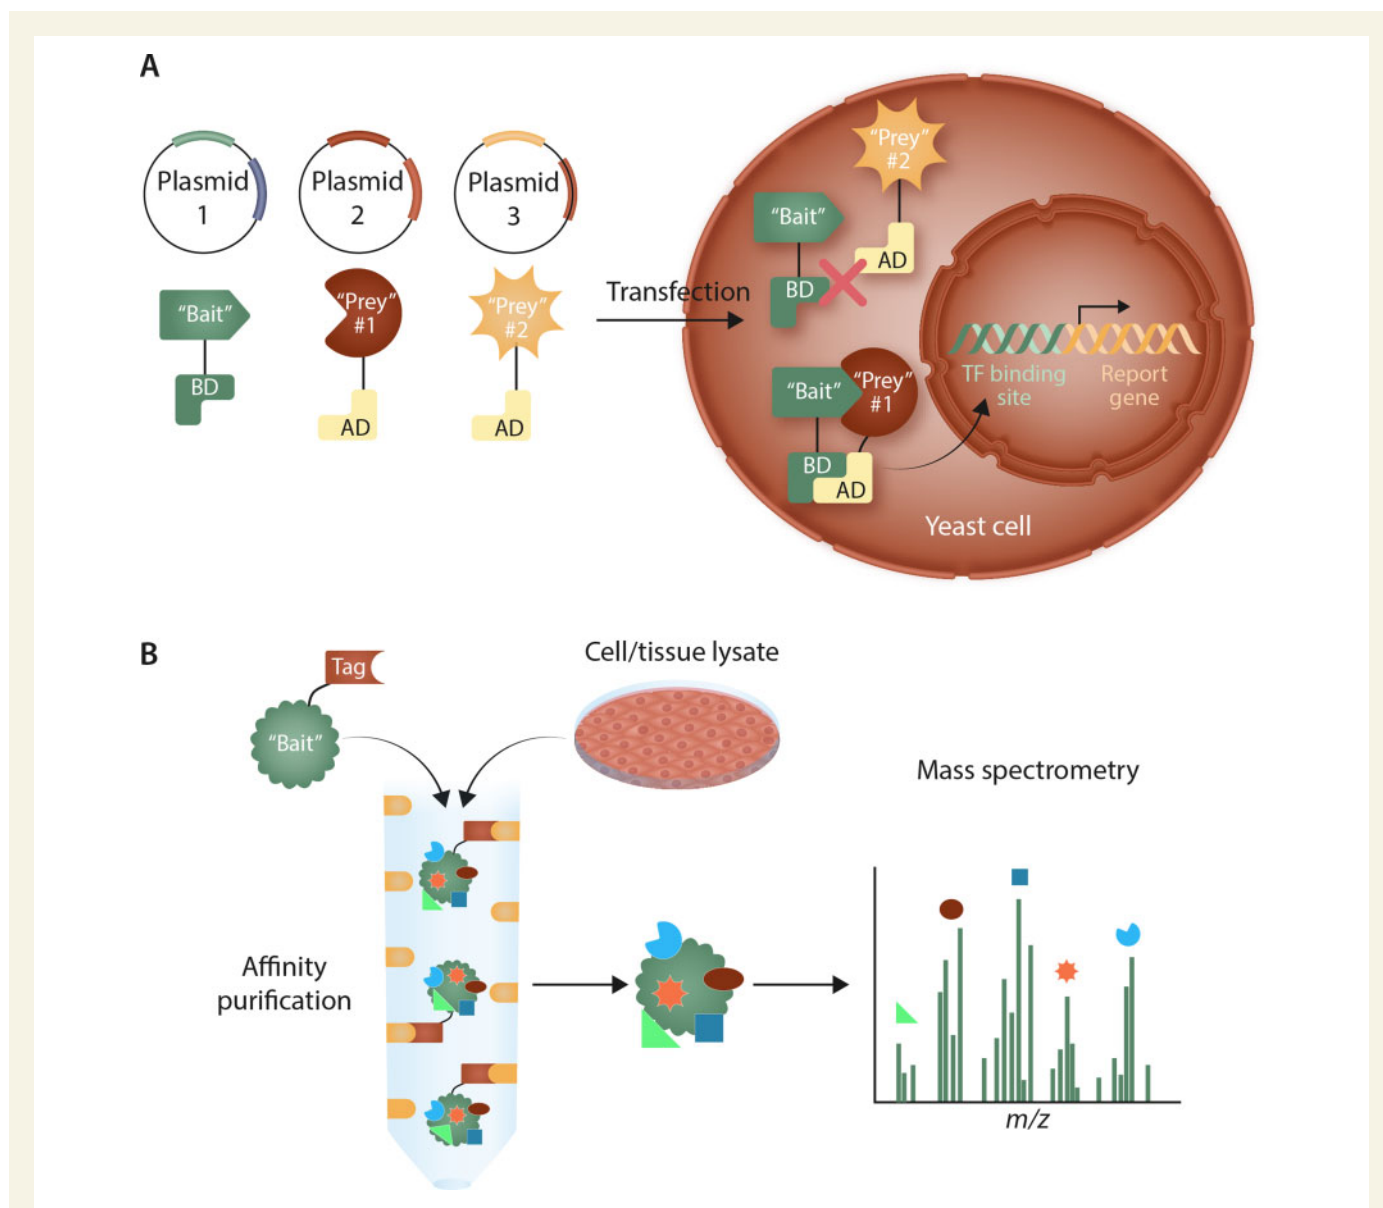 A
Plasmid
1
Plasmid
2
Plasmid
3
"Bait"
BD
"Prey"
#1
AD
"Prey"
#2
AD
Transfection
"Prey"
#2
AD
"Bait"
BD
"Bait"
"Prey"
#1
BD
AD
TF binding
site
Report
gene
Yeast cell
B
Tag
"Bait"
Cell/tissue lysate
Affinity
purification
Mass spectrometry
m/z